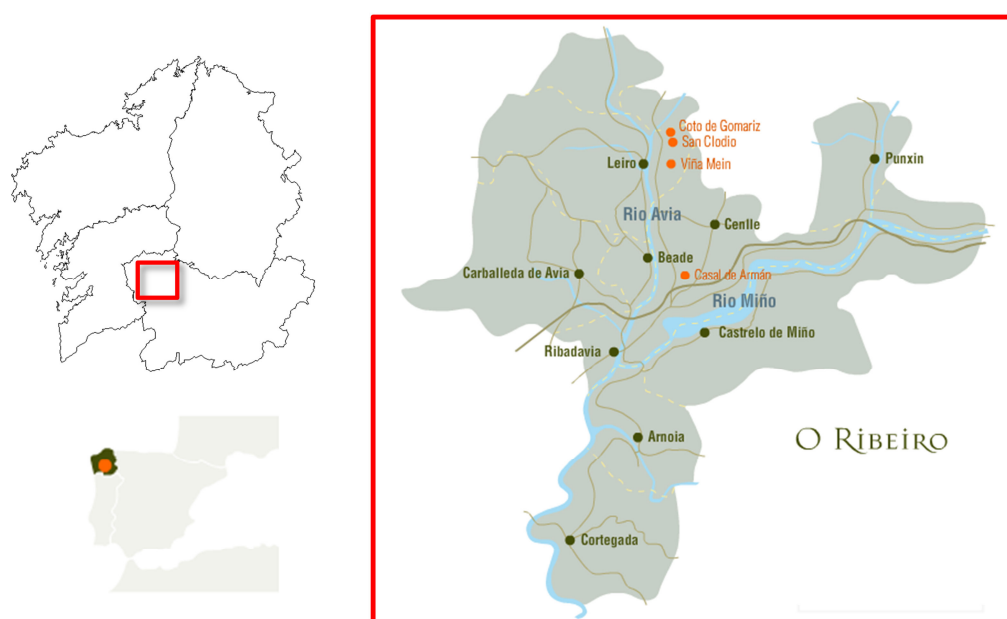 Coto de Gomariz
San Clodio
Punxin
Leiro
Viña Mein
Rio Avia
Cenlle
Beade
Carballeda de Avia
Casal de Armán
Rio Miño
Castrelo de Miño
Ribadavia
Arnoia
O RIBEIRO
Cortegada